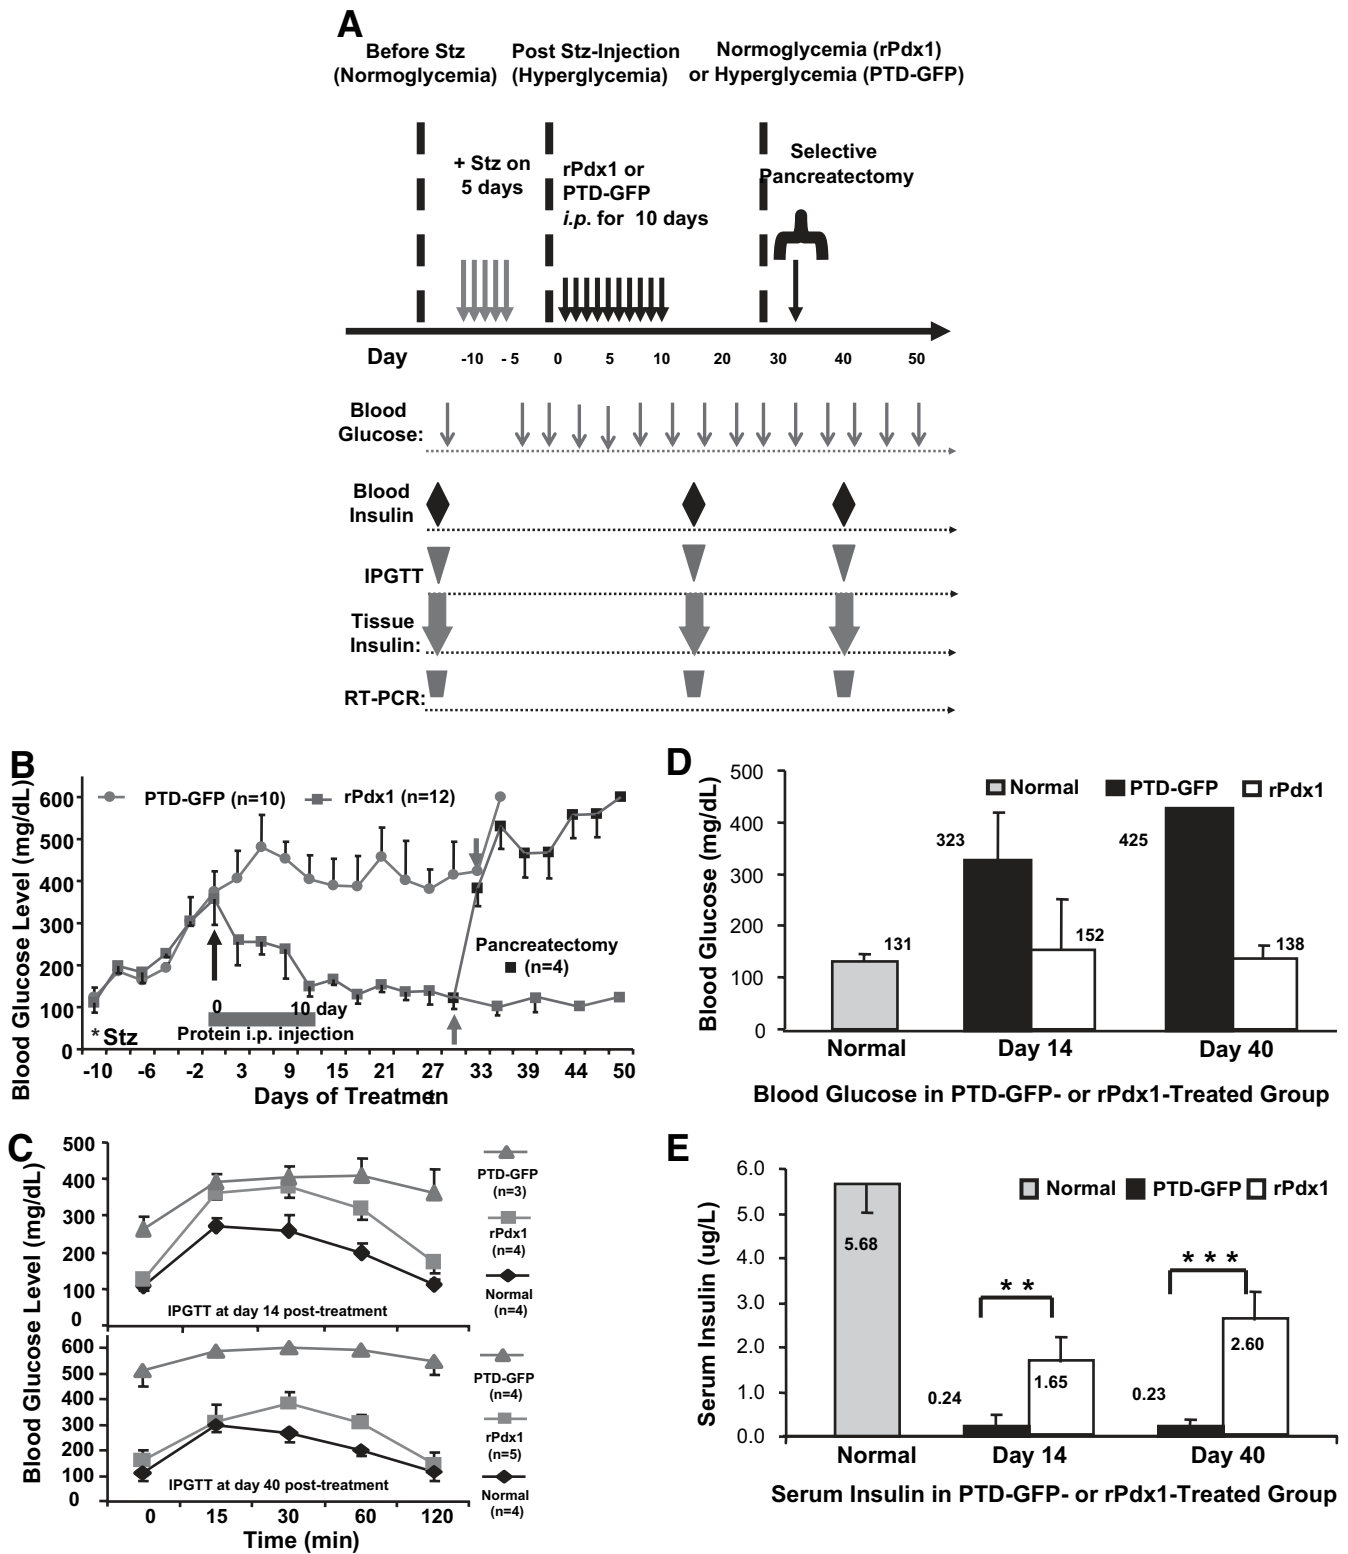 A
Before Stz
(Normoglycemia)
Post Stz-Injection
(Hyperglycemia)
Normoglycemia (rPdx1)
or Hyperglycemia (PTD-GFP)
+ Stz on
5 days
rPdx1 or
PTD-GFP
i.p. for 10 days
Selective
Pancreatectomy
Day -10 - 5 0 5 10 20 30 40 50
Blood
Glucose:
Blood
Insulin
IPGTT
Tissue
Insulin:
RT-PCR:
B
Blood Glucose Level (mg/dL)
600
500
400
300
200
100
0
PTD-GFP (n=10) rPdx1 (n=12)
Pancreatectomy
(n=4)
0 10 day
Protein i.p. injection
* Stz
-10 -6 -2 3 9 15 21 27 33 39 44 50
Days of Treatment
C
Blood Glucose Level (mg/dL)
500
400
300
200
100
0
IPGTT at day 14 post-treatment
PTD-GFP
(n=3)
rPdx1
(n=4)
Normal
(n=4)
600
500
400
300
200
100
0
IPGTT at day 40 post-treatment
PTD-GFP
(n=4)
rPdx1
(n=5)
Normal
(n=4)
0 15 30 60 120
Time (min)
D
Blood Glucose (mg/dL)
500
400
300
200
100
0
Normal PTD-GFP rPdx1
131
323
152
425
138
Normal Day 14 Day 40
Blood Glucose in PTD-GFP- or rPdx1-Treated Group
E
Serum Insulin (ug/L)
6.0
5.0
4.0
3.0
2.0
1.0
0.0
Normal PTD-GFP rPdx1
5.68
0.24
* *
1.65
0.23
* * *
2.60
Normal Day 14 Day 40
Serum Insulin in PTD-GFP- or rPdx1-Treated Group